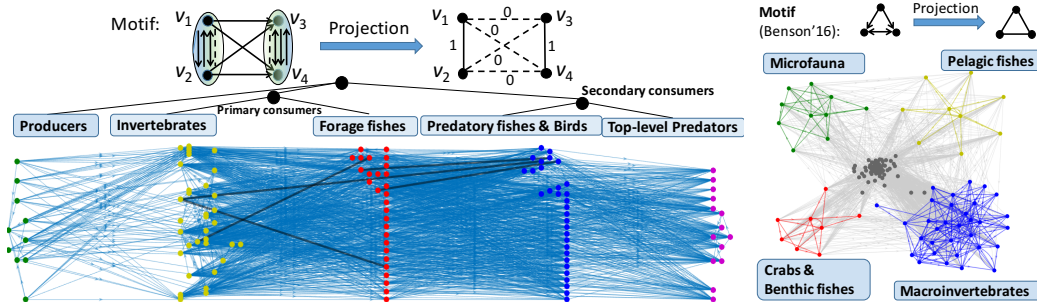 Motif:
v1
v3
v2
v4
Projection
v1
v3
0
0
1
1
0
0
v2
v4
Primary consumers
Secondary consumers
Producers
Invertebrates
Forage fishes
Predatory fishes & Birds
Top-level Predators
Motif
(Benson'16)
Projection
Microfauna
Pelagic fishes
Crabs &
Benthic fishes
Macroinvertebrates